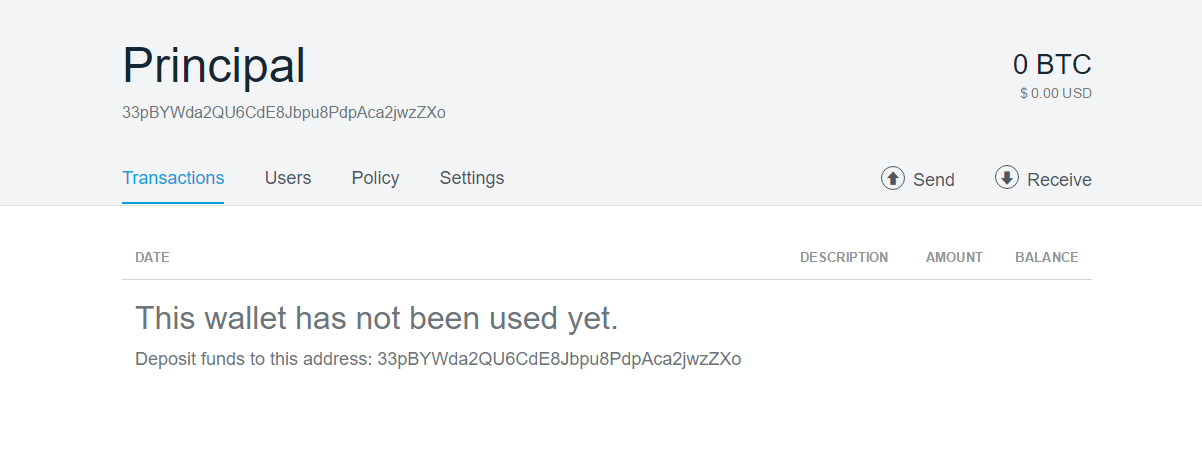 Principal
0 BTC
$ 0.00 USD
33pBYWda2QU6CdE8Jbpu8PdpAca2jwzZXo
Transactions Users Policy Settings Send Receive
DATE DESCRIPTION AMOUNT BALANCE
This wallet has not been used yet.
Deposit funds to this address: 33pBYWda2QU6CdE8Jbpu8PdpAca2jwzZXo